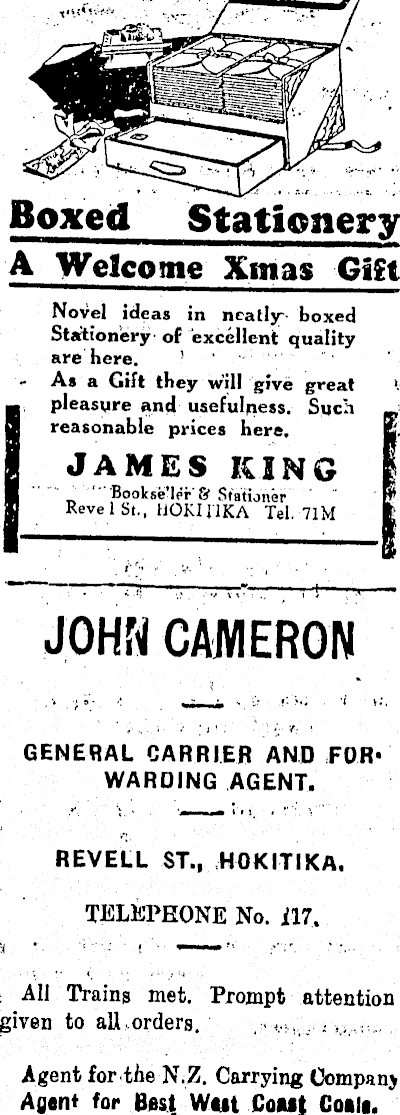 Boxed Stationery
A Welcome Xmas Gift
Novel ideas in neatly boxed
Stationery of excellent quality
are here.
As a Gift they will give great
pleasure and usefulness. Such
reasonable prices here.
JAMES KING
Bookseller & Stationer
Revell St., HOKITIKA Tel. 71M
JOHN CAMERON
GENERAL CARRIER AND FOR-
WARDING AGENT.
REVELL ST., HOKITIKA.
TELEPHONE No. 117.
All Trains met. Prompt attention
given to all orders.
Agent for the N.Z. Carrying Company
Agent for Best West Coast Coals.